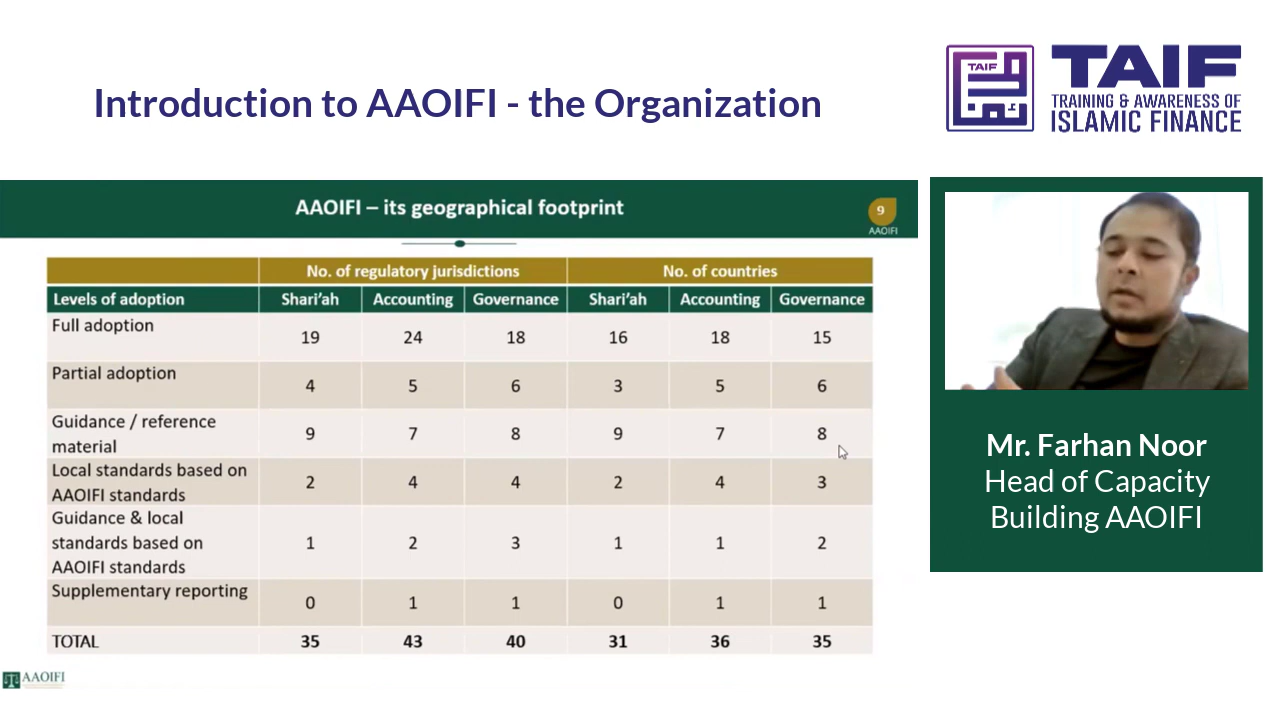 Introduction to AAOIFI - the Organization
TAIF
TAIF
TRAINING & AWARENESS OF
ISLAMIC FINANCE
AAOIFI – its geographical footprint
9
AAOIFI
No. of regulatory jurisdictions No. of countries
Levels of adoption Shari'ah Accounting Governance Shari'ah Accounting Governance
Full adoption 19 24 18 16 18 15
Partial adoption 4 5 6 3 5 6
Guidance / reference
material 9 7 8 9 7 8
Local standards based on
AAOIFI standards 2 4 4 2 4 3
Guidance & local
standards based on 1 2 3 1 1 2
AAOIFI standards
Supplementary reporting 0 1 1 0 1 1
TOTAL 35 43 40 31 36 35
AAOIFI
Mr. Farhan Noor
Head of Capacity
Building AAOIFI